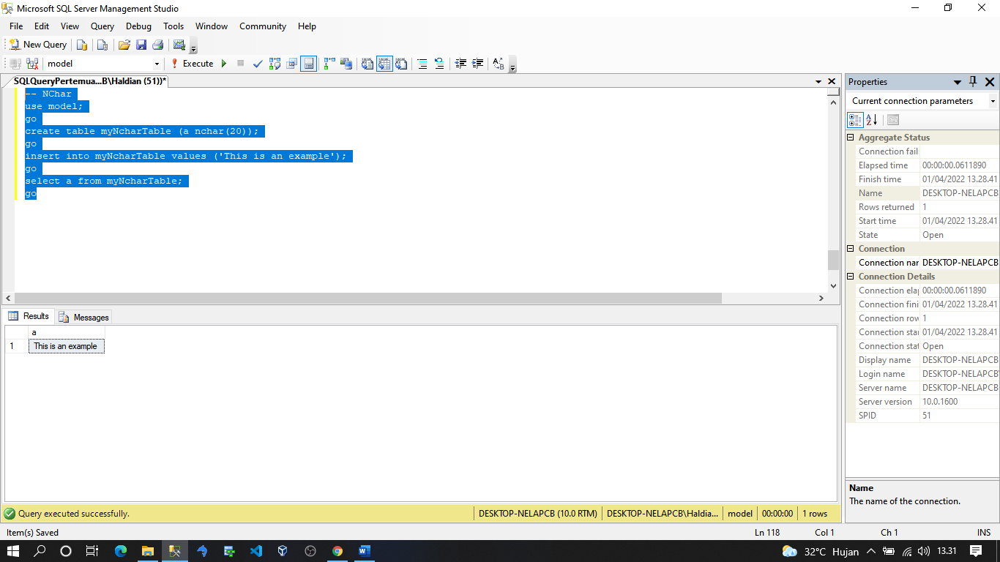 Microsoft SQL Server Management Studio
File Edit View Query Debug Tools Window Community Help
New Query
model Execute
SQLQueryPertemua...B\Haldian (51))*
-- NChar
use model;
go
create table myNcharTable (a nchar(20));
go
insert into myNcharTable values ('This is an example');
go
select a from myNcharTable;
go
Results Messages
a
1 This is an example
Query executed successfully. DESKTOP-NELAPCB (10.0 RTM) DESKTOP-NELAPCB\Haldia... model 00:00:00 1 rows
Properties
Current connection parameters
Aggregate Status
Connection fail
Elapsed time 00:00:00.0611890
Finish time 01/04/2022 13.28.41
Name DESKTOP-NELAPCB
Rows returned 1
Start time 01/04/2022 13.28.41
State Open
Connection
Connection nar DESKTOP-NELAPCB
Connection Details
Connection elap 00:00:00.0611890
Connection fini 01/04/2022 13.28.41
Connection row 1
Connection star 01/04/2022 13.28.41
Connection stat Open
Display name DESKTOP-NELAPCB
Login name DESKTOP-NELAPCB\
Server name DESKTOP-NELAPCB
Server version 10.0.1600
SPID 51
Name
The name of the connection.
Item(s) Saved Ln 118 Col 1 Ch 1 INS
32°C Hujan 13.31